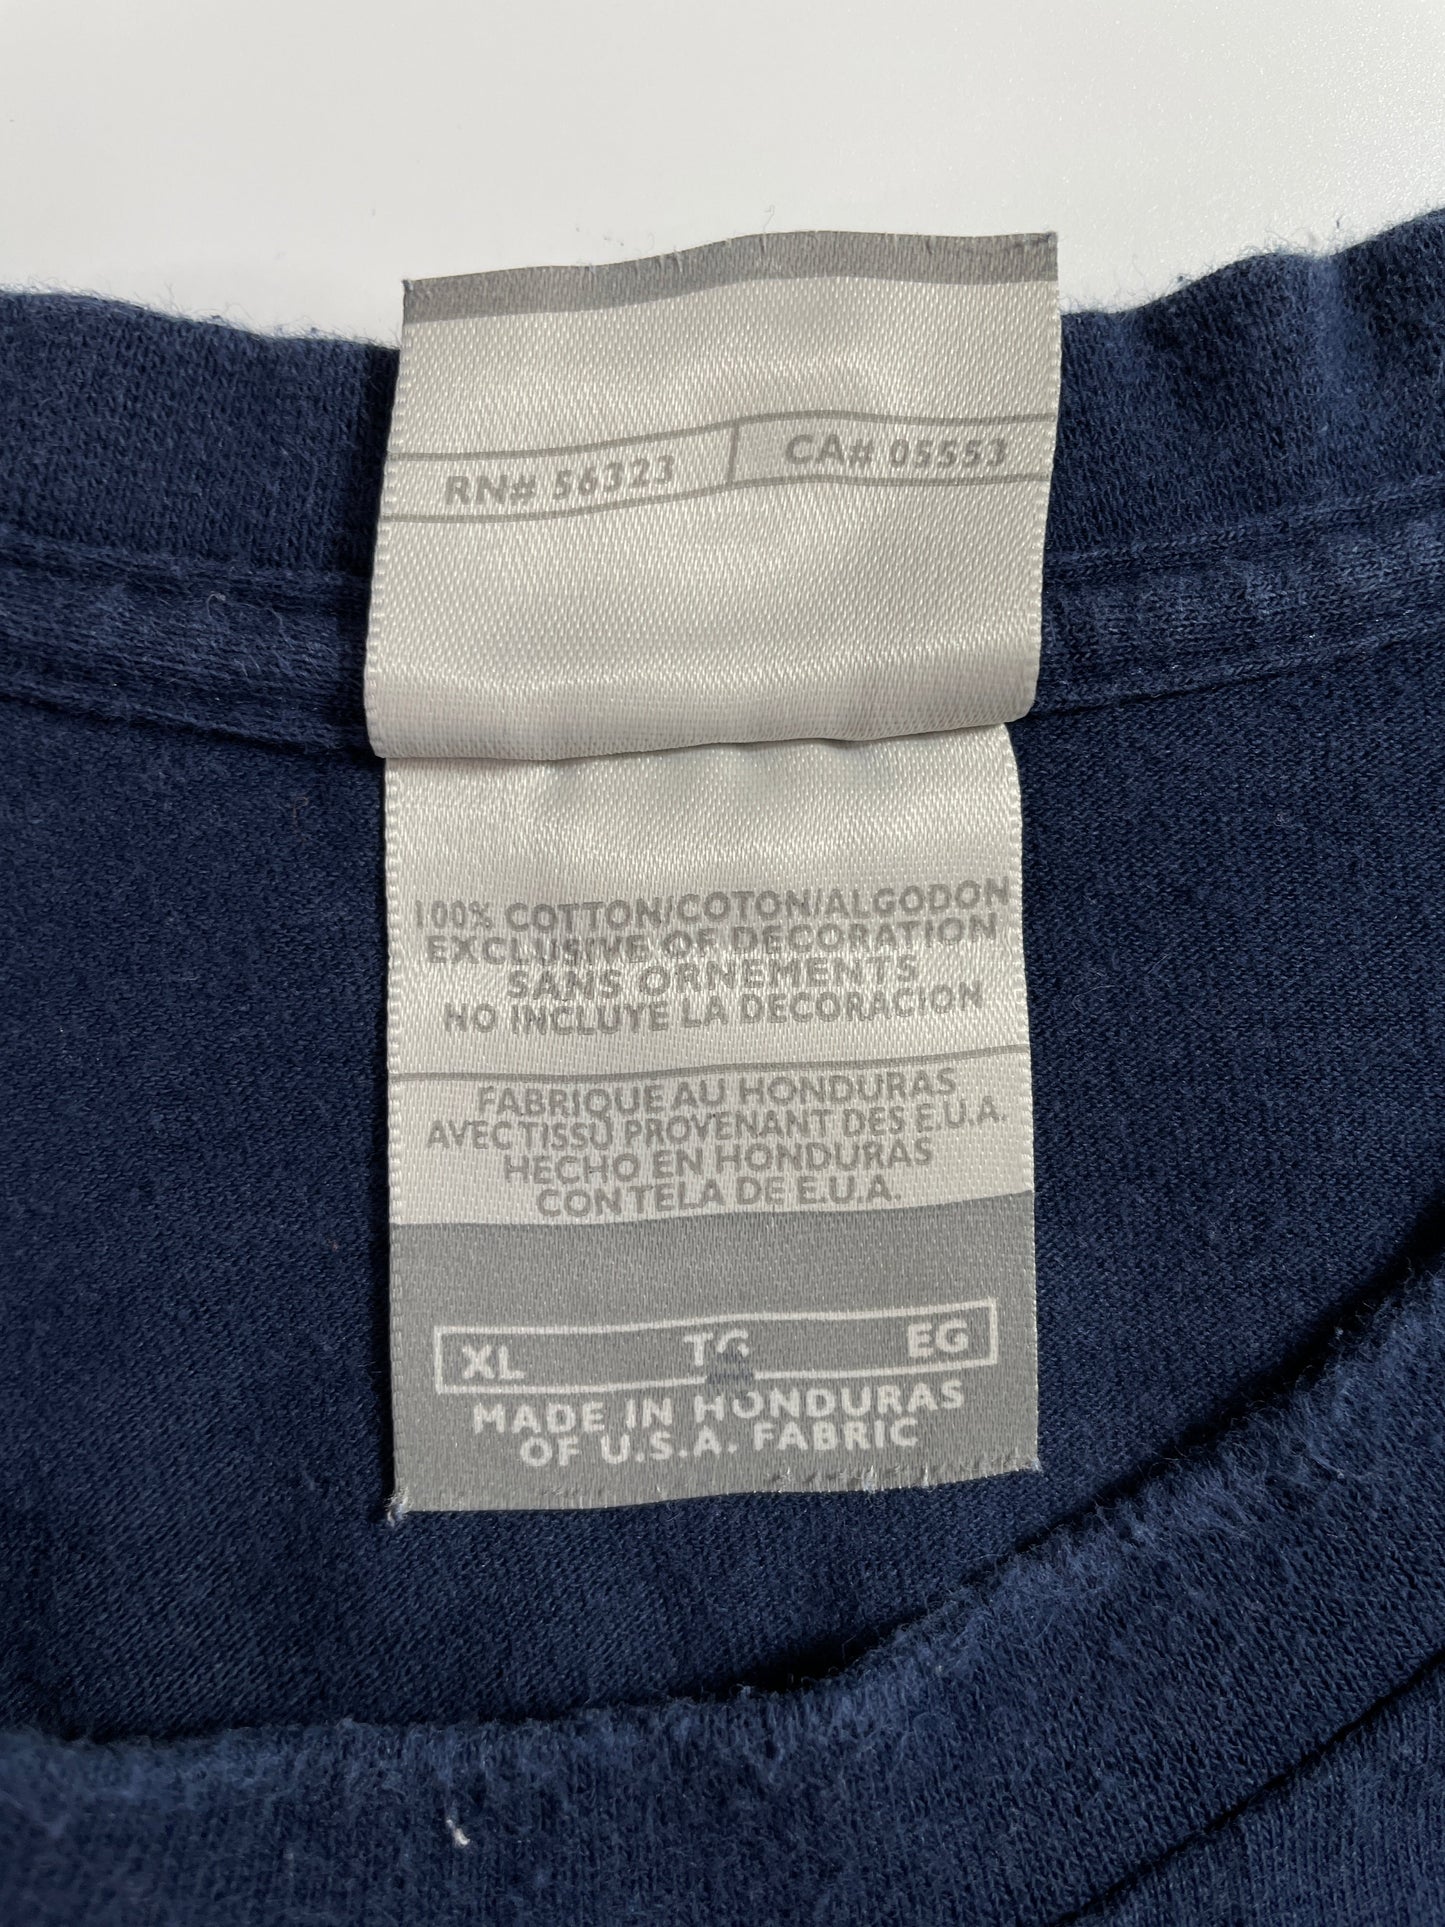 RN# 56323
CA# 05553
100% COTTON/COTON/ALGODON
EXCLUSIVE OF DECORATION
SANS ORNEMENTS
NO INCLUYE LA DECORACION
FABRIQUE AU HONDURAS
AVEC TISSU PROVENANT DES E.U.A.
HECHO EN HONDURAS
CON TELA DE E.U.A.
XL TG EG
MADE IN HONDURAS
OF U.S.A. FABRIC